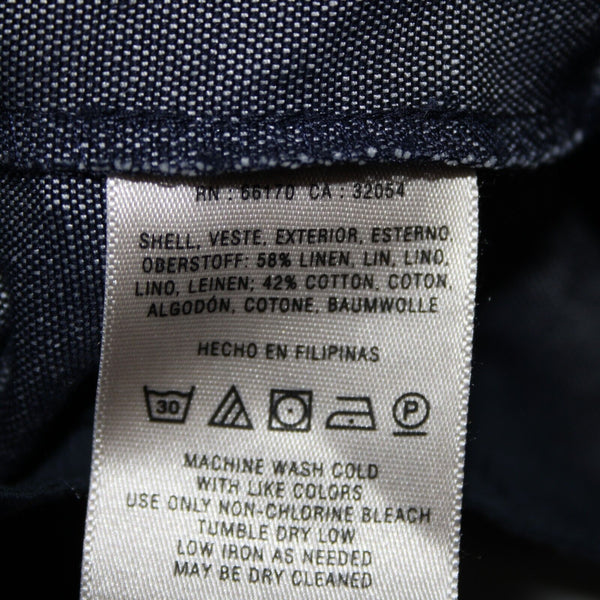 RN : 66170 CA : 32054
SHELL, VESTE, EXTERIOR, ESTERNO,
OBERSTOFF: 58% LINEN, LIN, LINO,
LINO, LEINEN; 42% COTTON, COTON,
ALGODÓN, COTONE, BAUMWOLLE
HECHO EN FILIPINAS
30 P
MACHINE WASH COLD
WITH LIKE COLORS
USE ONLY NON-CHLORINE BLEACH
TUMBLE DRY LOW
LOW IRON AS NEEDED
MAY BE DRY CLEANED